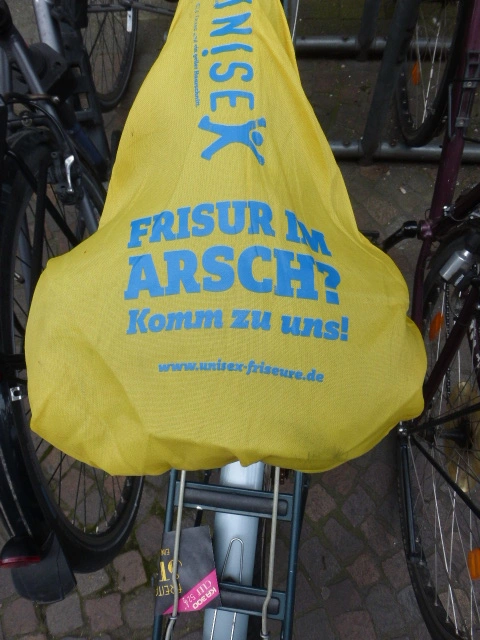 UNISEX
FRISUR IM
ARSCH?
Komm zu uns!
www.unisex-friseure.de